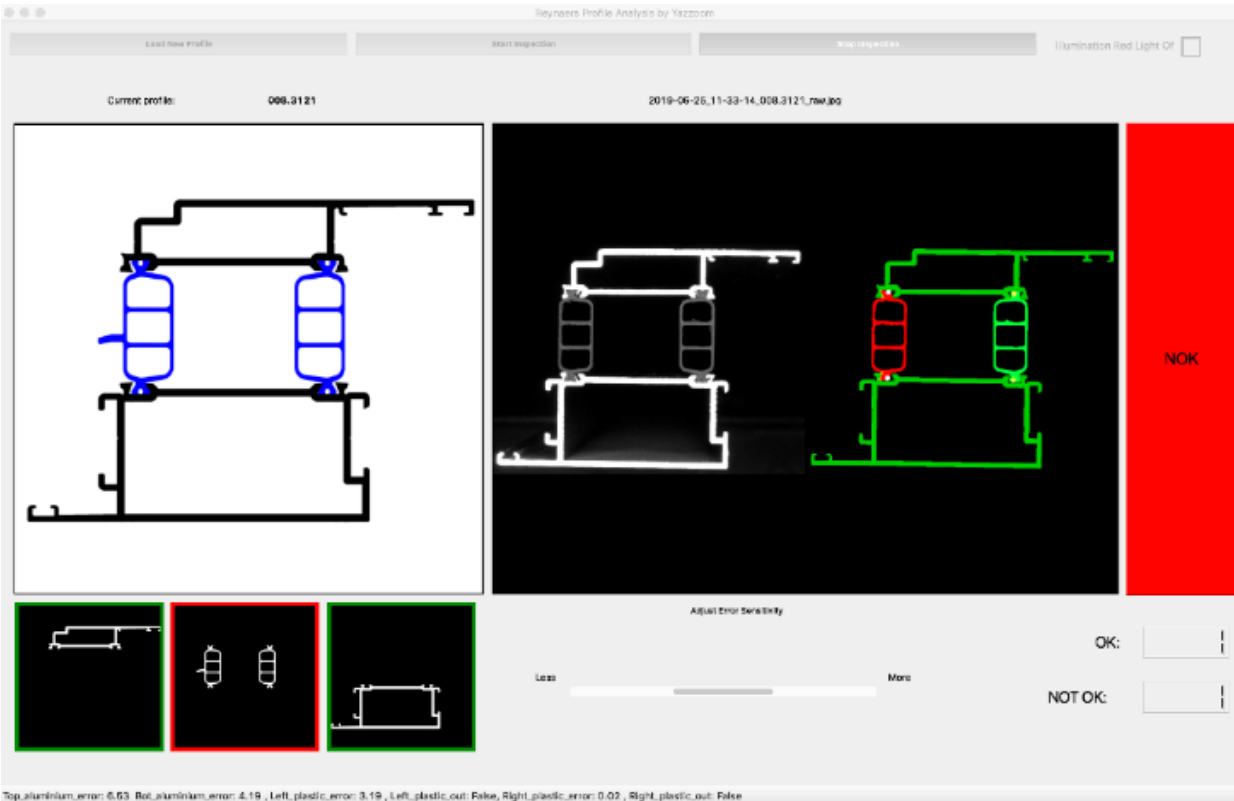 Reynaers Profile Analysis by Yazzoom
Load New Profile
Start Inspection
Stop Inspection
Illumination Red Light Of
Current profile:
008.3121
2019-06-25_11-33-14_008.3121_raw.jpg
NOK
Adjust Error Sensitivity
Less
More
OK:
NOT OK:
Top_aluminium_error: 6.53 Bot_aluminium_error: 4.19 , Left_plastic_error: 3.19 , Left_plastic_out: False, Right_plastic_error: 0.02 , Right_plastic_out: False